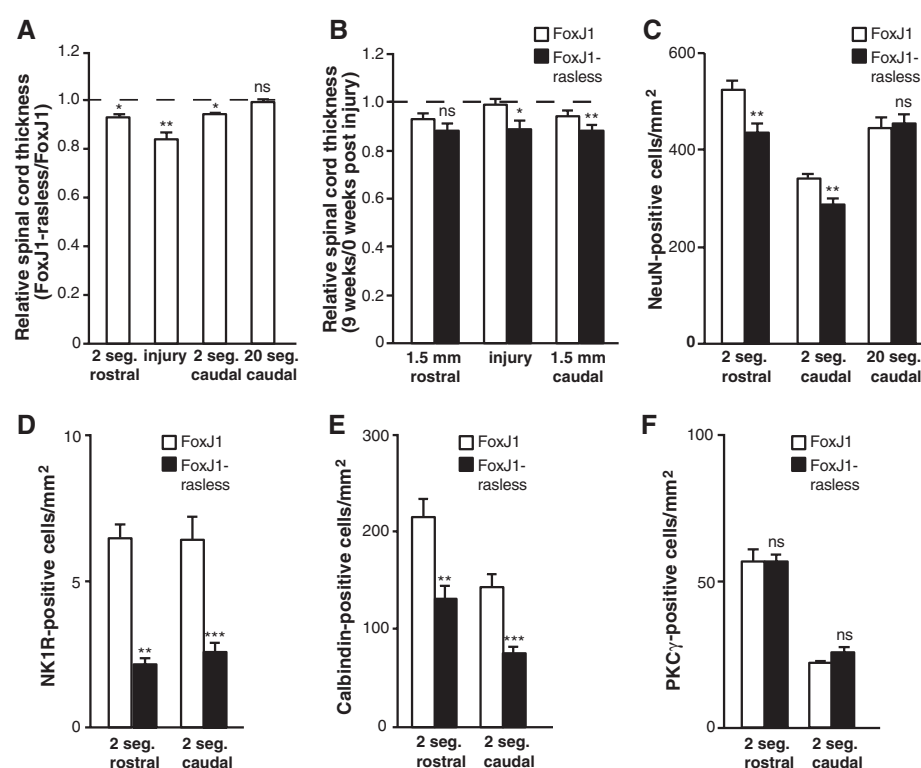 A
Relative spinal cord thickness
(FoxJ1-rasless/FoxJ1)
1.2
1.0
0.8
0.6
0.4
0.2
0
*
**
*
ns
2 seg. injury 2 seg. 20 seg.
rostral caudal caudal
B
FoxJ1
FoxJ1-
rasless
Relative spinal cord thickness
(9 weeks/0 weeks post injury)
1.2
1.0
0.8
0.6
0.4
0.2
0
ns
*
**
1.5 mm injury 1.5 mm
rostral caudal
C
FoxJ1
FoxJ1-
rasless
NeuN-positive cells/mm2
600
400
200
0
**
**
ns
2 seg. 2 seg. 20 seg.
rostral caudal caudal
D
FoxJ1
FoxJ1-
rasless
NK1R-positive cells/mm2
10
5
0
**
***
2 seg. 2 seg.
rostral caudal
E
FoxJ1
FoxJ1-
rasless
Calbindin-positive cells/mm2
300
200
100
0
**
***
2 seg. 2 seg.
rostral caudal
F
FoxJ1
FoxJ1-
rasless
PKCγ-positive cells/mm2
100
50
0
ns
ns
2 seg. 2 seg.
rostral caudal